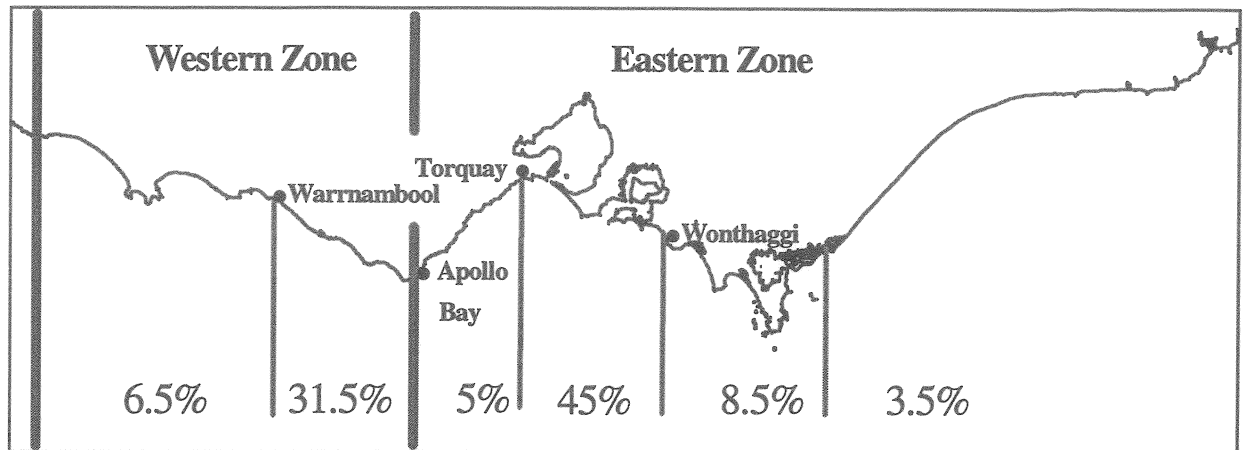 Western Zone
Eastern Zone
Torquay
Warrnambool
Wonthaggi
Apollo
Bay
6.5%
31.5%
5%
45%
8.5%
3.5%